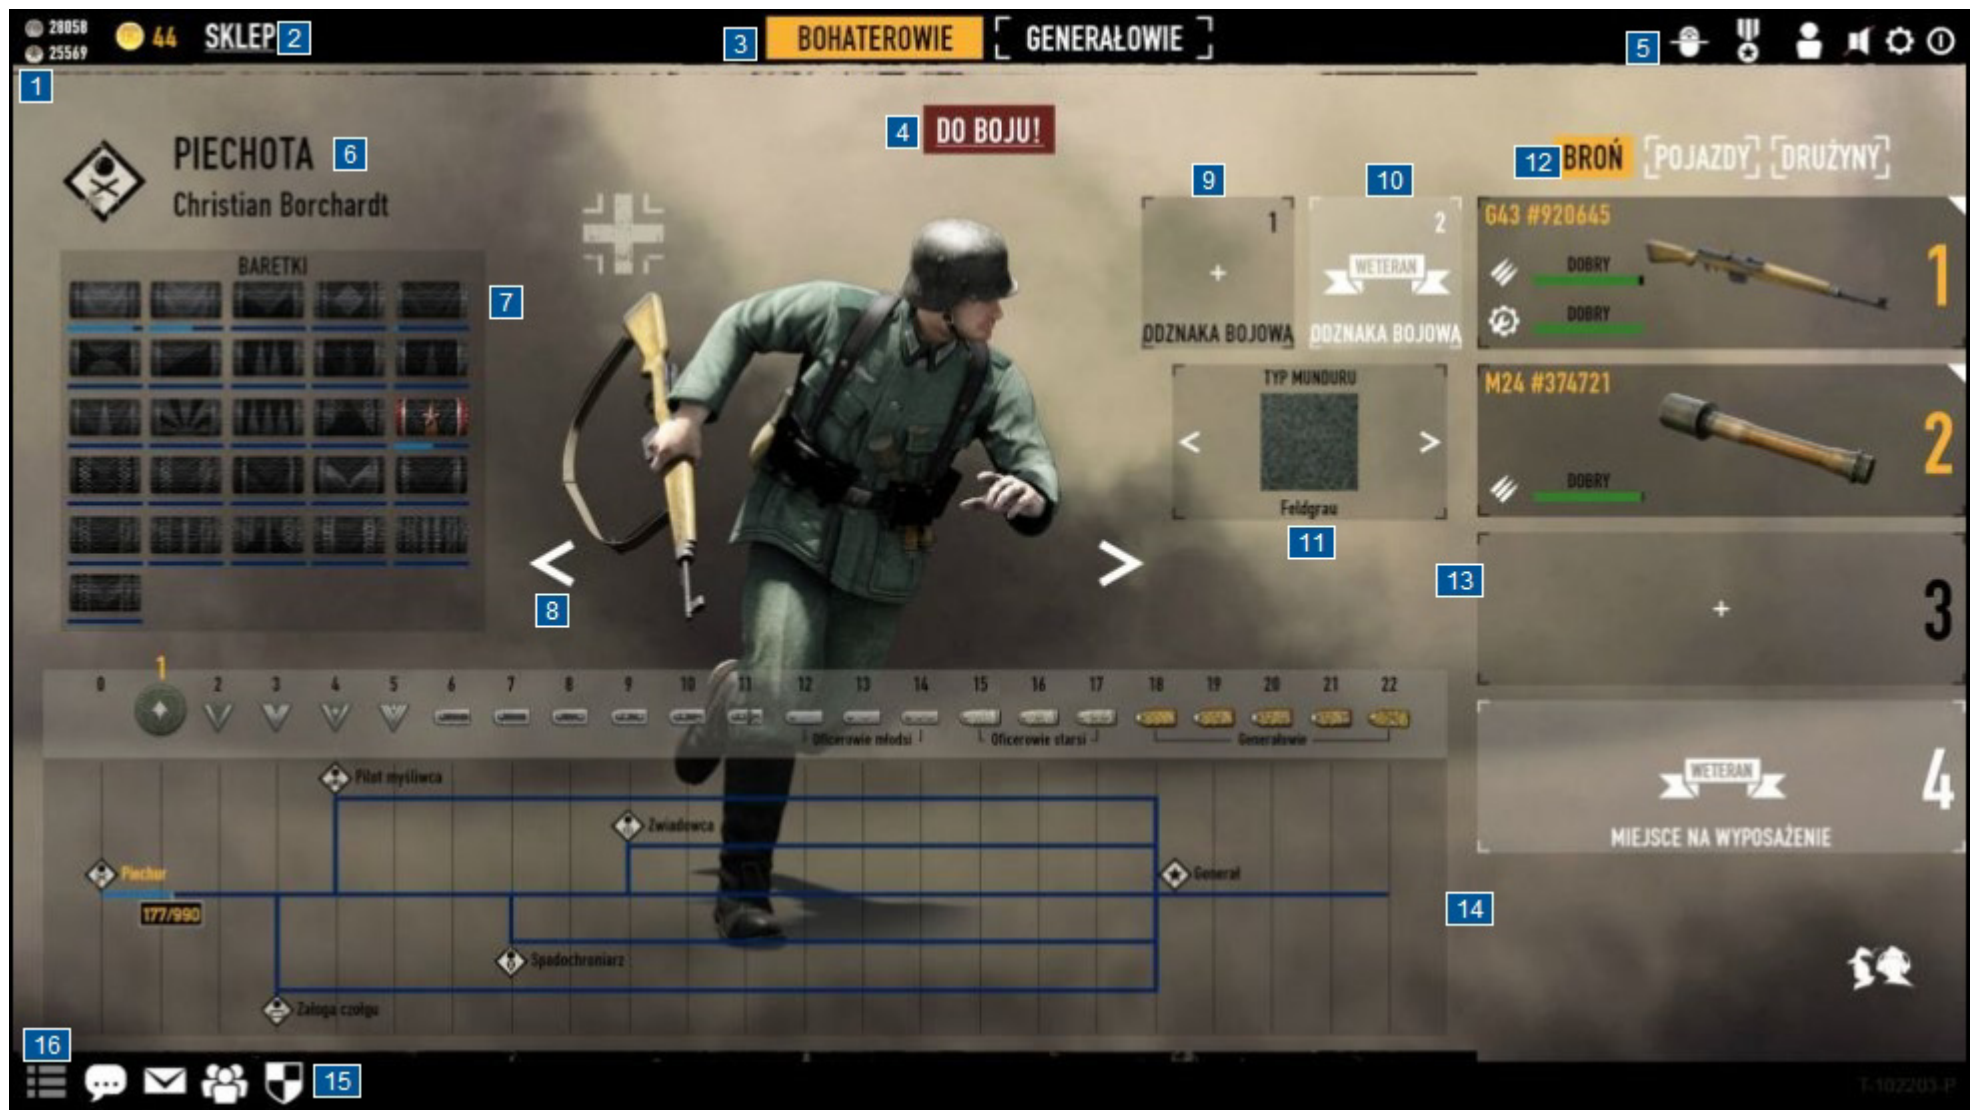 28058
25569
44
SKLEP
2
3
BOHATEROWIE
GENERAŁOWIE
5
1
4
DO BOJU!
PIECHOTA
6
Christian Borchardt
12
BROŃ
POJAZDY
DRUŻYNY
9
10
1
2
WETERAN
ODZNAKA BOJOWA
ODZNAKA BOJOWA
G43 #920645
DOBRY
DOBRY
1
BARETKI
7
TYP MUNDURU
Feldgrau
11
M24 #374721
DOBRY
2
8
13
3
1
0 2 3 4 5 6 7 8 9 10 11 12 13 14 15 16 17 18 19 20 21 22
Oficerowie młodsi
Oficerowie starsi
Generałowie
WETERAN
4
MIEJSCE NA WYPOSAŻENIE
Pilot myśliwca
Zwiadowca
Piechur
Generał
177/990
14
Spadochroniarz
Załoga czołgu
16
15
T-102203-P